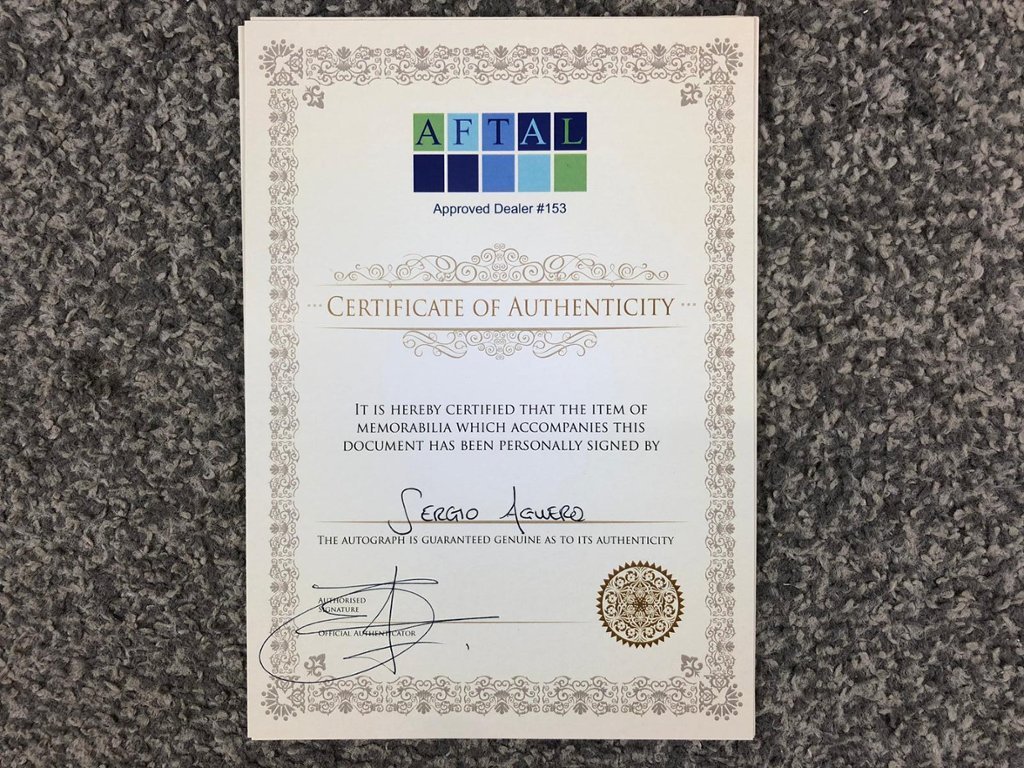 AFTAL
Approved Dealer #153
CERTIFICATE OF AUTHENTICITY
IT IS HEREBY CERTIFIED THAT THE ITEM OF
MEMORABILIA WHICH ACCOMPANIES THIS
DOCUMENT HAS BEEN PERSONALLY SIGNED BY
SERGIO AGUERO
THE AUTOGRAPH IS GUARANTEED GENUINE AS TO ITS AUTHENTICITY
AUTHORISED
SIGNATURE
OFFICIAL AUTHENTICATOR